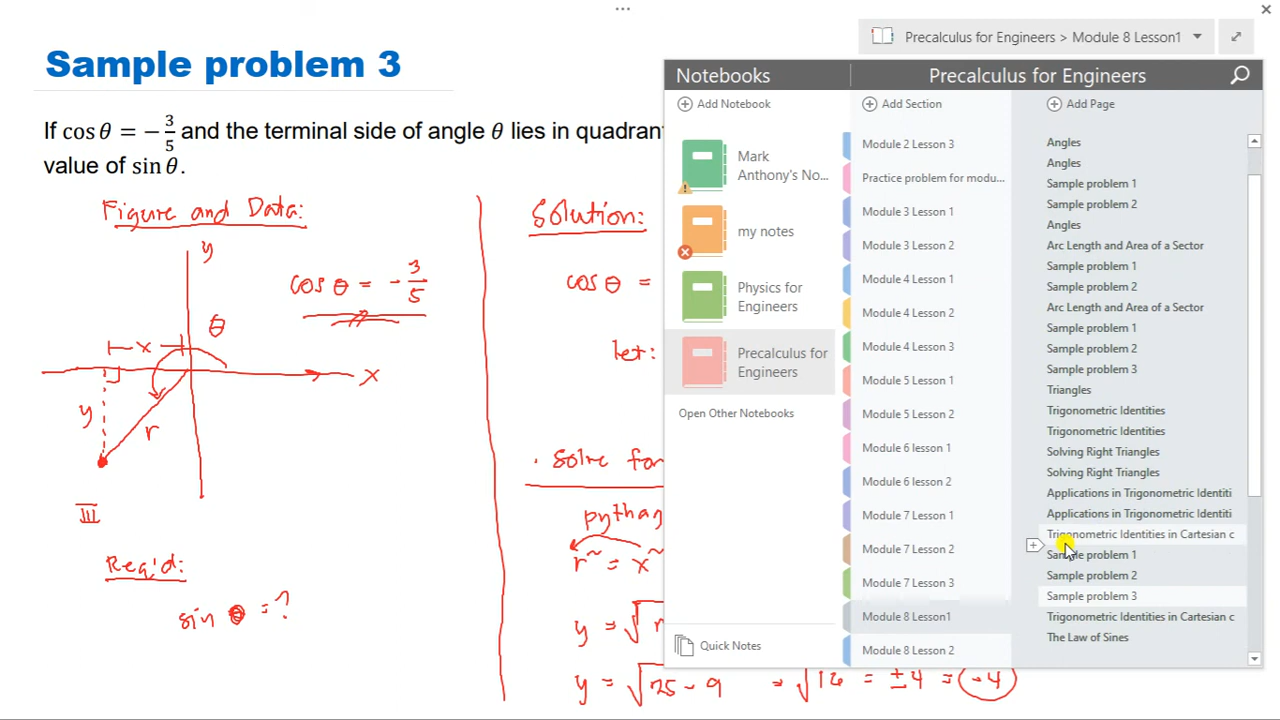 Precalculus for Engineers > Module 8 Lesson1
Sample problem 3
If cos θ = −3/5 and the terminal side of angle θ lies in quadrant
value of sin θ.
Figure and Data:
y
cos θ = -3/5
θ
x
x
y
r
III
Req'd:
sin θ = ?
Solution:
cos θ =
let:
. solve for
pythag
r² = x²
y = √r
y = √25 - 9 = √16 = ±4 = -4
Notebooks
Add Notebook
Mark
Anthony's No...
my notes
Physics for
Engineers
Precalculus for
Engineers
Open Other Notebooks
Quick Notes
Precalculus for Engineers
Add Section
Module 2 Lesson 3
Practice problem for modu...
Module 3 Lesson 1
Module 3 Lesson 2
Module 4 Lesson 1
Module 4 Lesson 2
Module 4 Lesson 3
Module 5 Lesson 1
Module 5 Lesson 2
Module 6 lesson 1
Module 6 lesson 2
Module 7 Lesson 1
Module 7 Lesson 2
Module 7 Lesson 3
Module 8 Lesson1
Module 8 Lesson 2
Add Page
Angles
Angles
Sample problem 1
Sample problem 2
Angles
Arc Length and Area of a Sector
Sample problem 1
Sample problem 2
Arc Length and Area of a Sector
Sample problem 1
Sample problem 2
Sample problem 3
Triangles
Trigonometric Identities
Trigonometric Identities
Solving Right Triangles
Solving Right Triangles
Applications in Trigonometric Identiti
Applications in Trigonometric Identiti
Trigonometric Identities in Cartesian c
Sample problem 1
Sample problem 2
Sample problem 3
Trigonometric Identities in Cartesian c
The Law of Sines